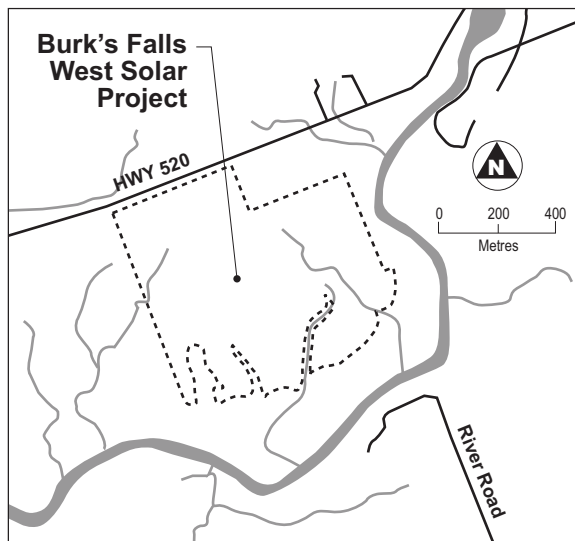 Burk's Falls
West Solar
Project
HWY 520
N
0 200 400
Metres
River Road